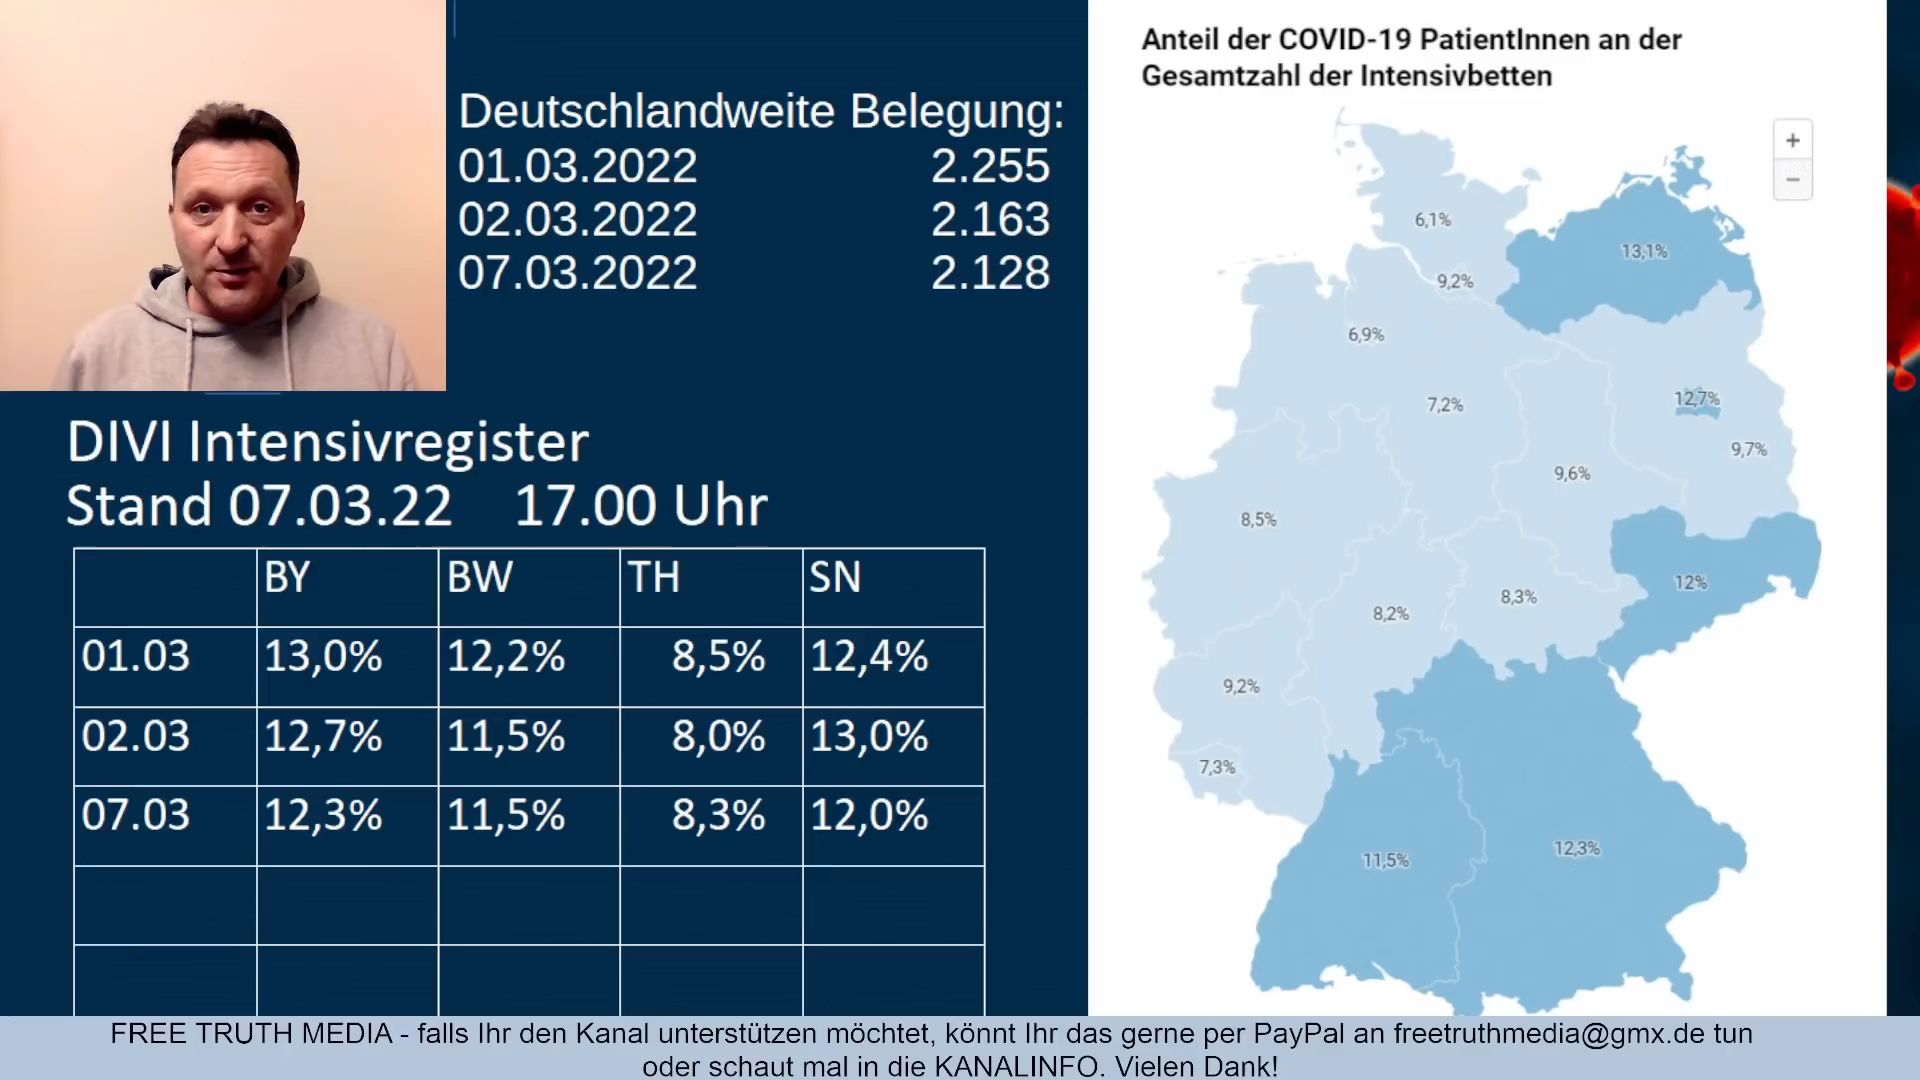 Deutschlandweite Belegung:
01.03.2022 2.255
02.03.2022 2.163
07.03.2022 2.128
DIVI Intensivregister
Stand 07.03.22 17.00 Uhr
BY BW TH SN
01.03 13,0% 12,2% 8,5% 12,4%
02.03 12,7% 11,5% 8,0% 13,0%
07.03 12,3% 11,5% 8,3% 12,0%
Anteil der COVID-19 PatientInnen an der
Gesamtzahl der Intensivbetten
+
−
6,1%
13,1%
9,2%
6,9%
12,7%
7,2%
9,7%
9,6%
8,5%
12%
8,3%
8,2%
9,2%
7,3%
12,3%
11,5%
FREE TRUTH MEDIA - falls Ihr den Kanal unterstützen möchtet, könnt Ihr das gerne per PayPal an freetruthmedia@gmx.de tun
oder schaut mal in die KANALINFO. Vielen Dank!